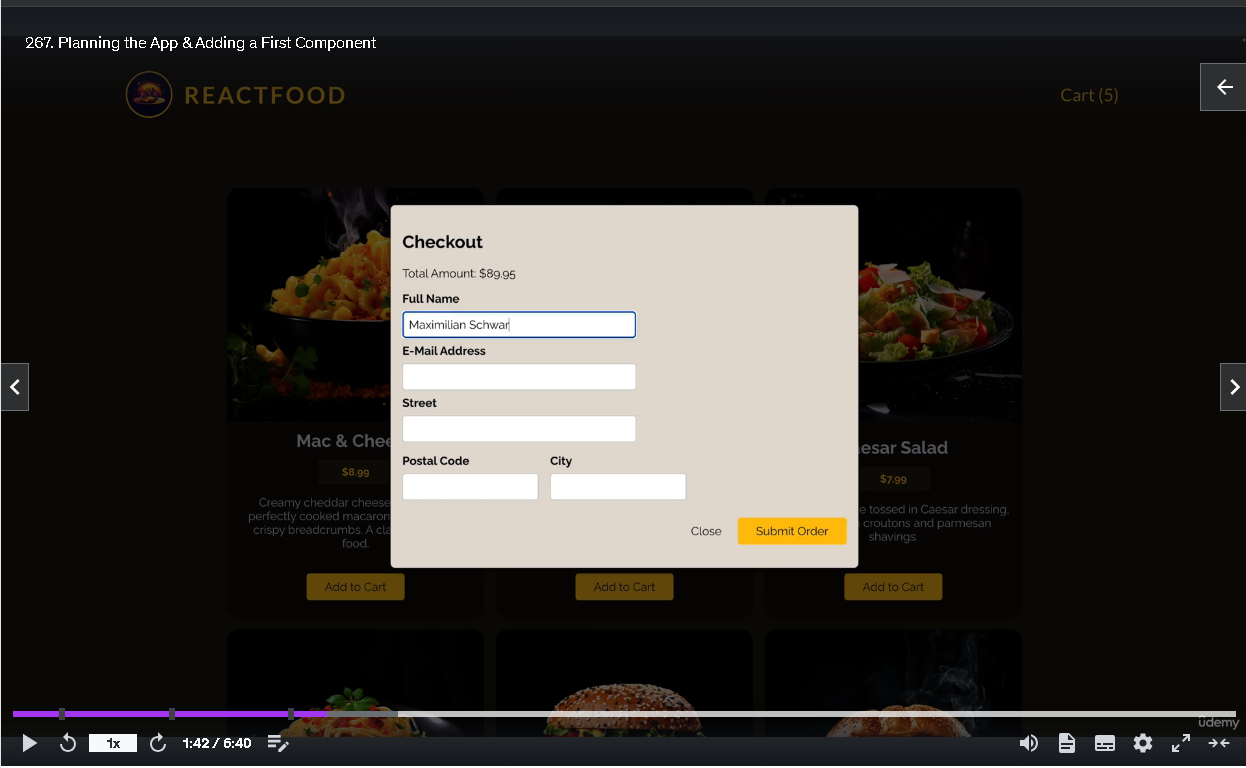 267. Planning the App & Adding a First Component
REACTFOOD
Cart (5)
Checkout
Total Amount: $89.95
Full Name
Maximilian Schwar
E-Mail Address
Street
Postal Code
City
Close
Submit Order
Mac & Chee
$8.99
Creamy cheddar cheese
perfectly cooked macaron
crispy breadcrumbs. A cla
food.
Add to Cart
Add to Cart
esar Salad
$7.99
e tossed in Caesar dressing,
croutons and parmesan
shavings.
Add to Cart
1x
1:42 / 6:40
ûdemy